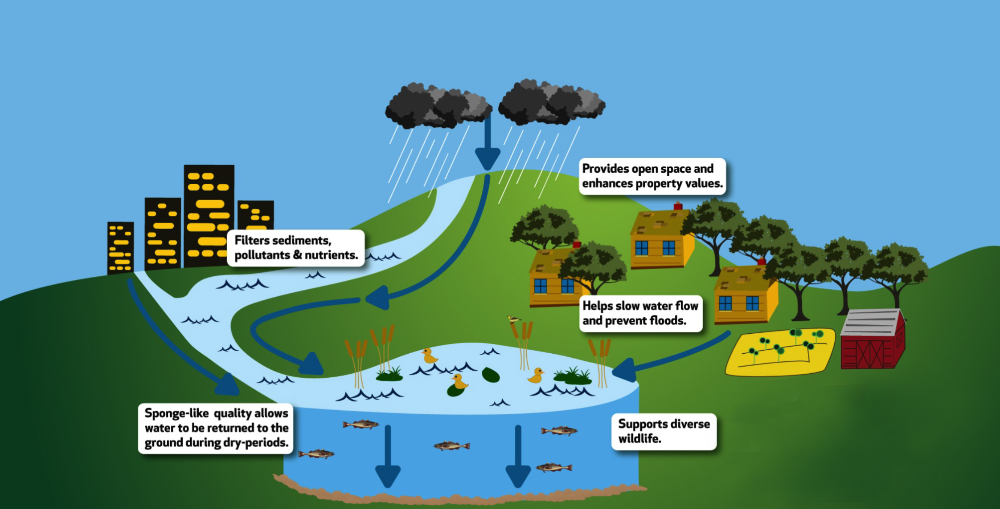 Provides open space and
enhances property values.
Filters sediments,
pollutants & nutrients.
Helps slow water flow
and prevent floods.
Sponge-like quality allows
water to be returned to the
ground during dry-periods.
Supports diverse
wildlife.